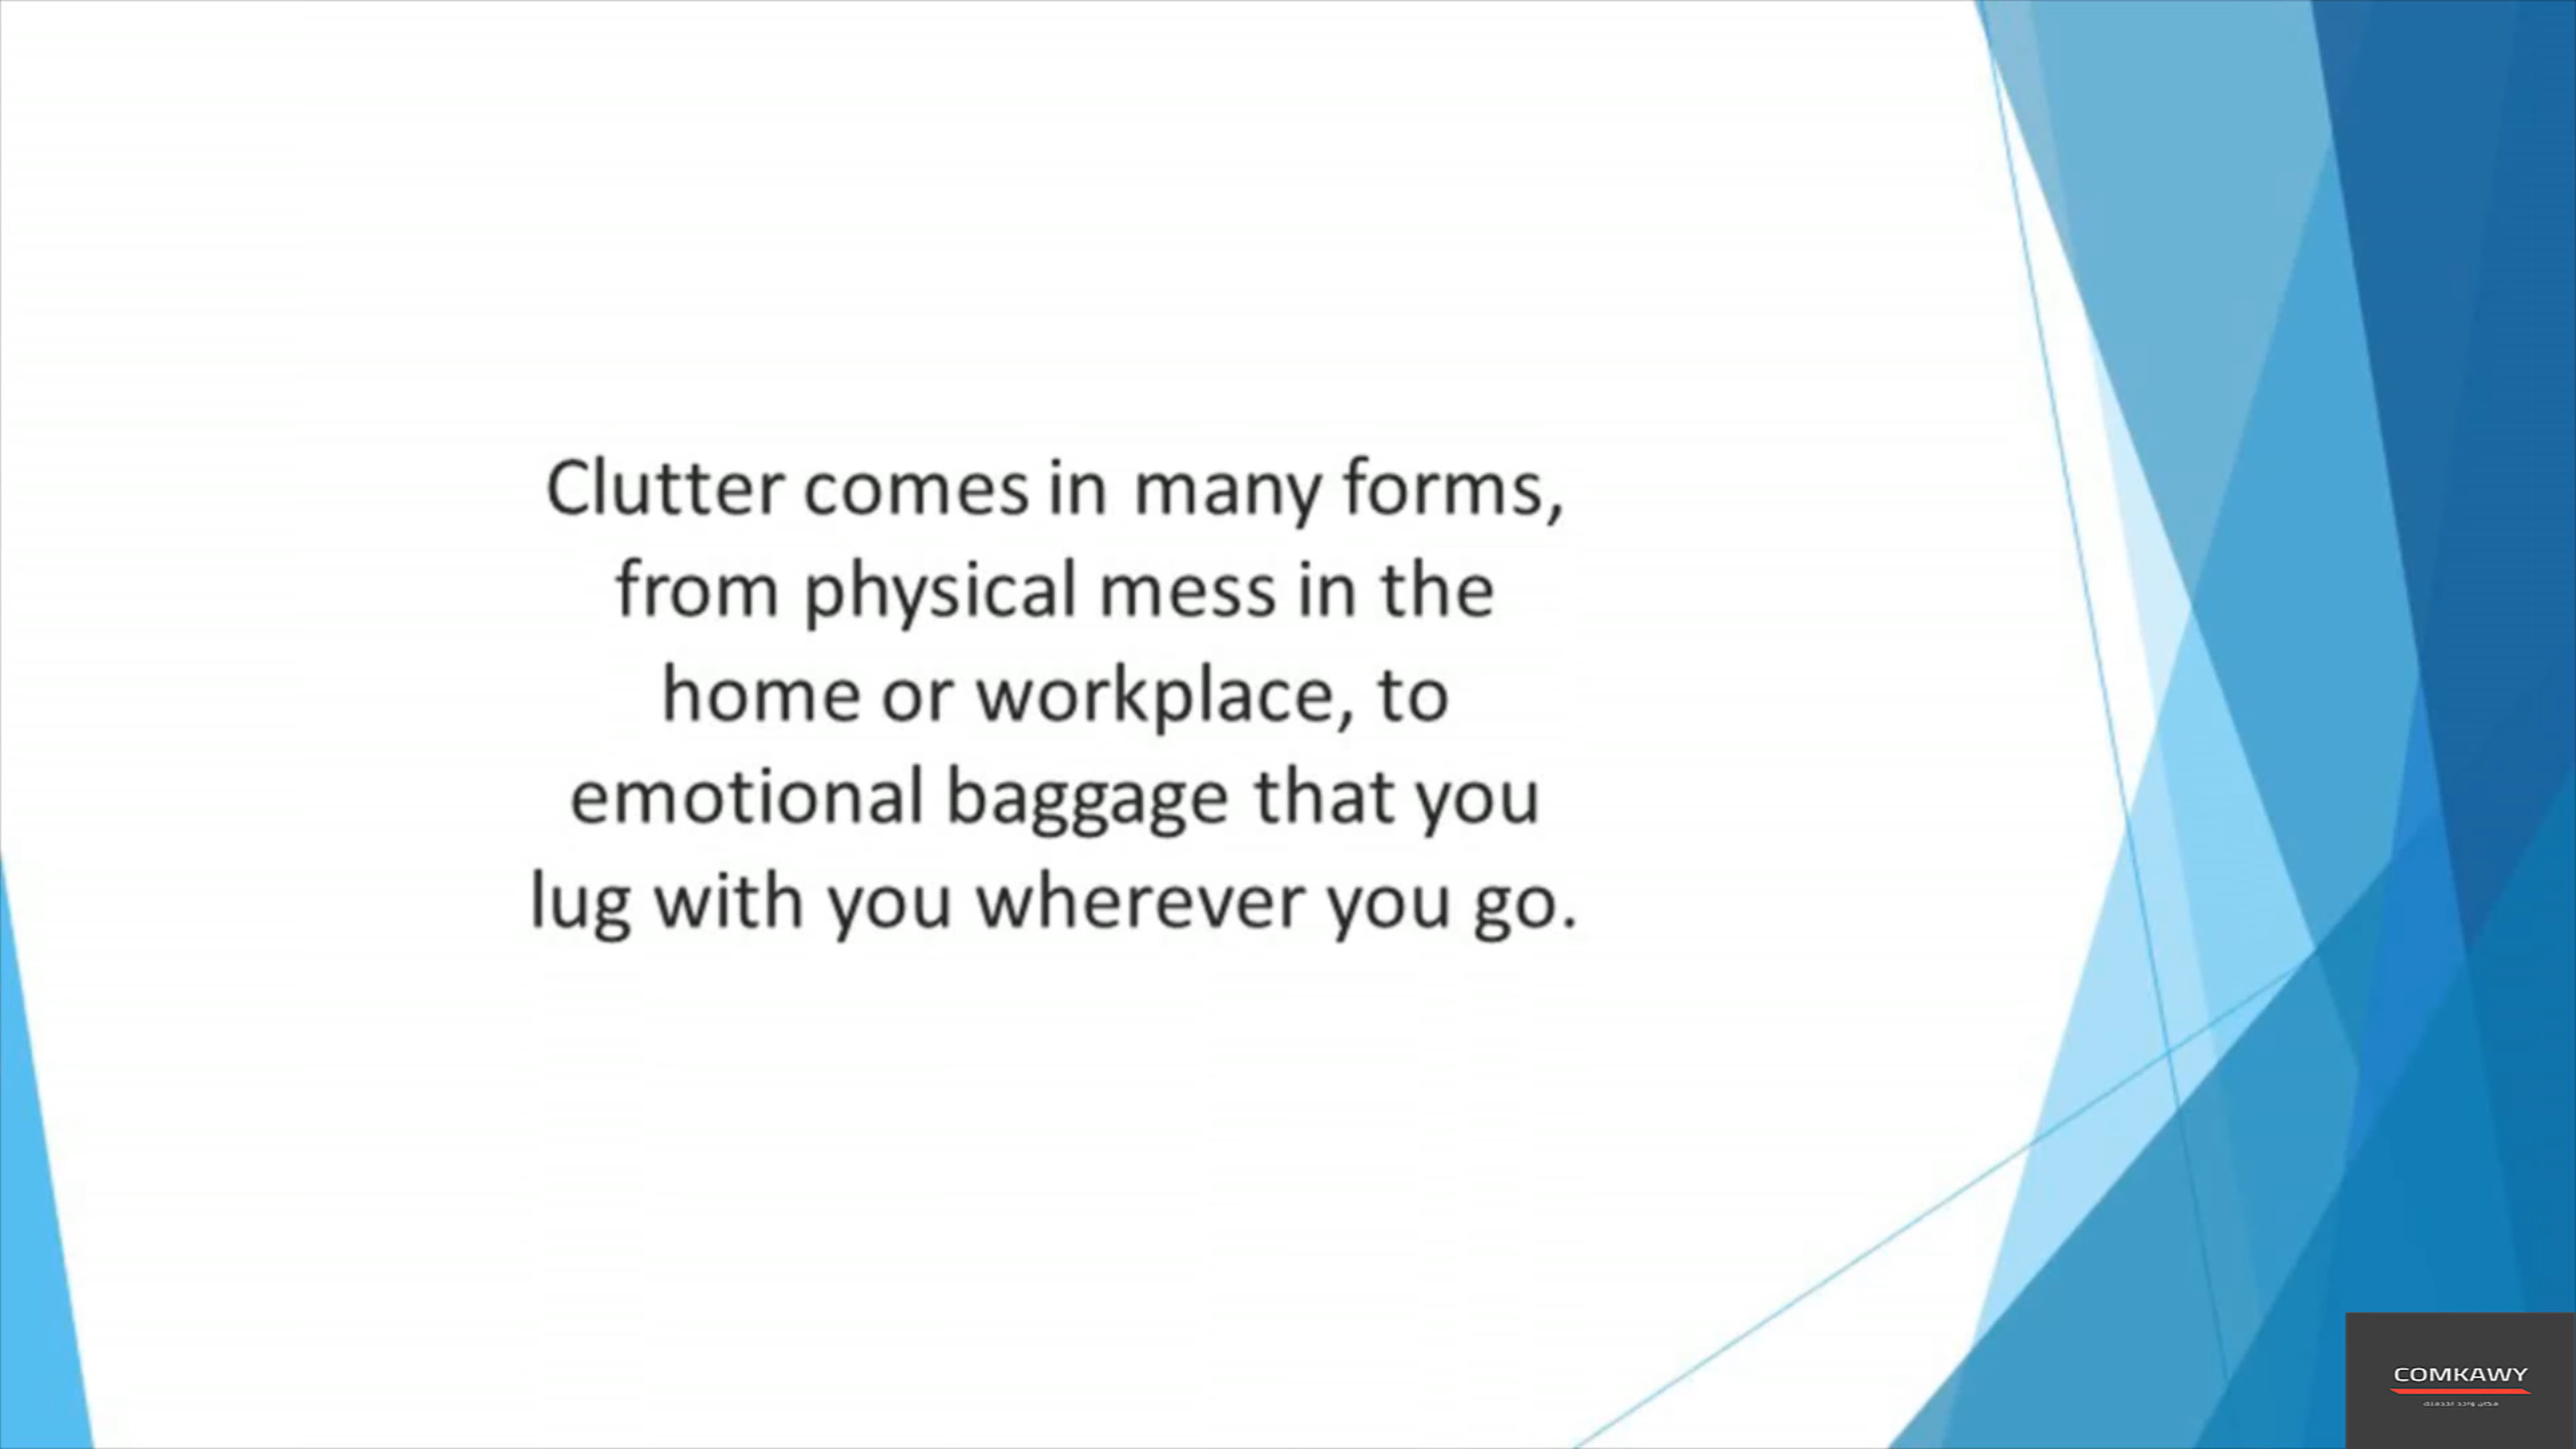 Clutter comes in many forms,
from physical mess in the
home or workplace, to
emotional baggage that you
lug with you wherever you go.
COMKAWY